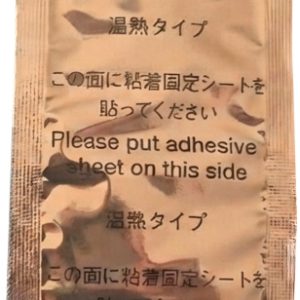 温熱タイプ
この面に粘着固定シートを
貼ってください
Please put adhesive
sheet on this side
温熱タイプ
この面に粘着固定シートを